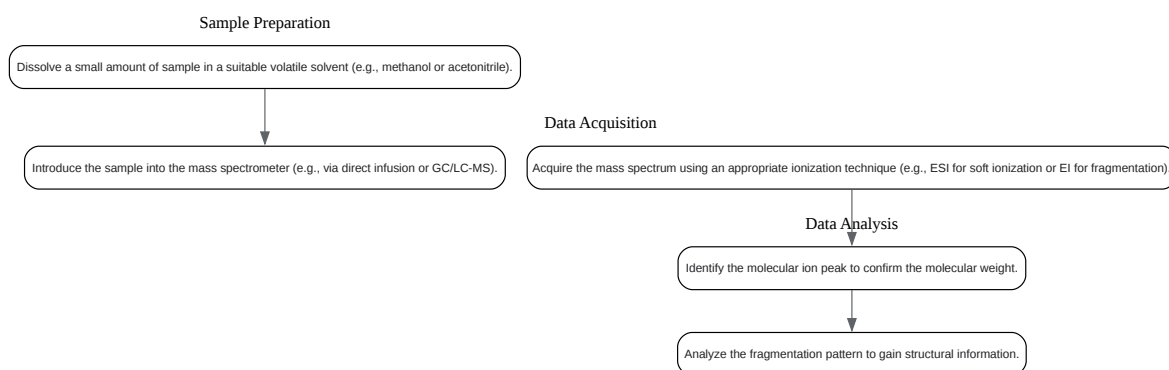 Sample Preparation
Dissolve a small amount of sample in a suitable volatile solvent (e.g., methanol or acetonitrile).
Introduce the sample into the mass spectrometer (e.g., via direct infusion or GC/LC-MS).
Data Acquisition
Acquire the mass spectrum using an appropriate ionization technique (e.g., ESI for soft ionization or EI for fragmentation).
Data Analysis
Identify the molecular ion peak to confirm the molecular weight.
Analyze the fragmentation pattern to gain structural information.